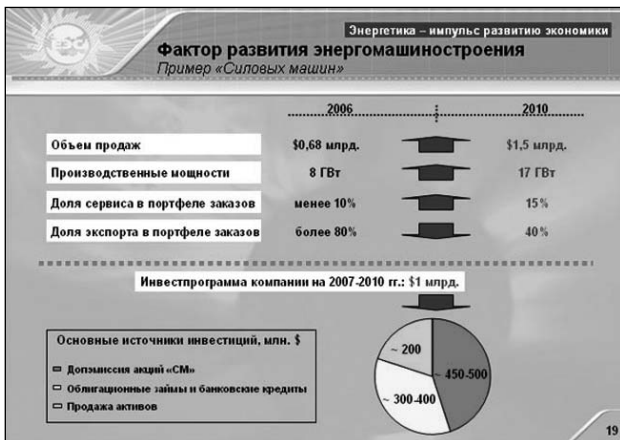 Энергетика – импульс развитию экономики
Фактор развития энергомашиностроения
Пример «Силовых машин»
2006 2010
Объем продаж $0,68 млрд. $1,5 млрд.
Производственные мощности 8 ГВт 17 ГВт
Доля сервиса в портфеле заказов менее 10% 15%
Доля экспорта в портфеле заказов более 80% 40%
Инвестпрограмма компании на 2007-2010 гг.: $1 млрд.
Основные источники инвестиций, млн. $
Допэмиссия акций «СМ»
Облигационные займы и банковские кредиты
Продажа активов
~ 200
~ 450-500
~ 300-400
19